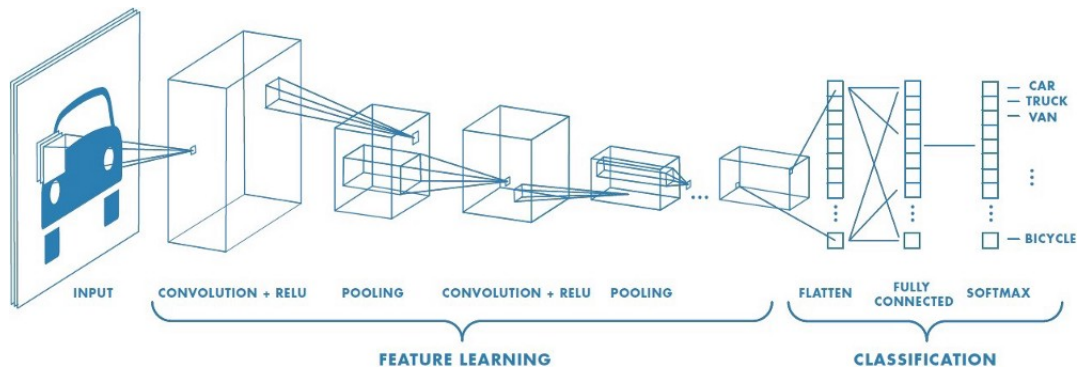 CAR
TRUCK
VAN
BICYCLE
INPUT
CONVOLUTION + RELU
POOLING
CONVOLUTION + RELU
POOLING
FLATTEN
FULLY
CONNECTED
SOFTMAX
FEATURE LEARNING
CLASSIFICATION